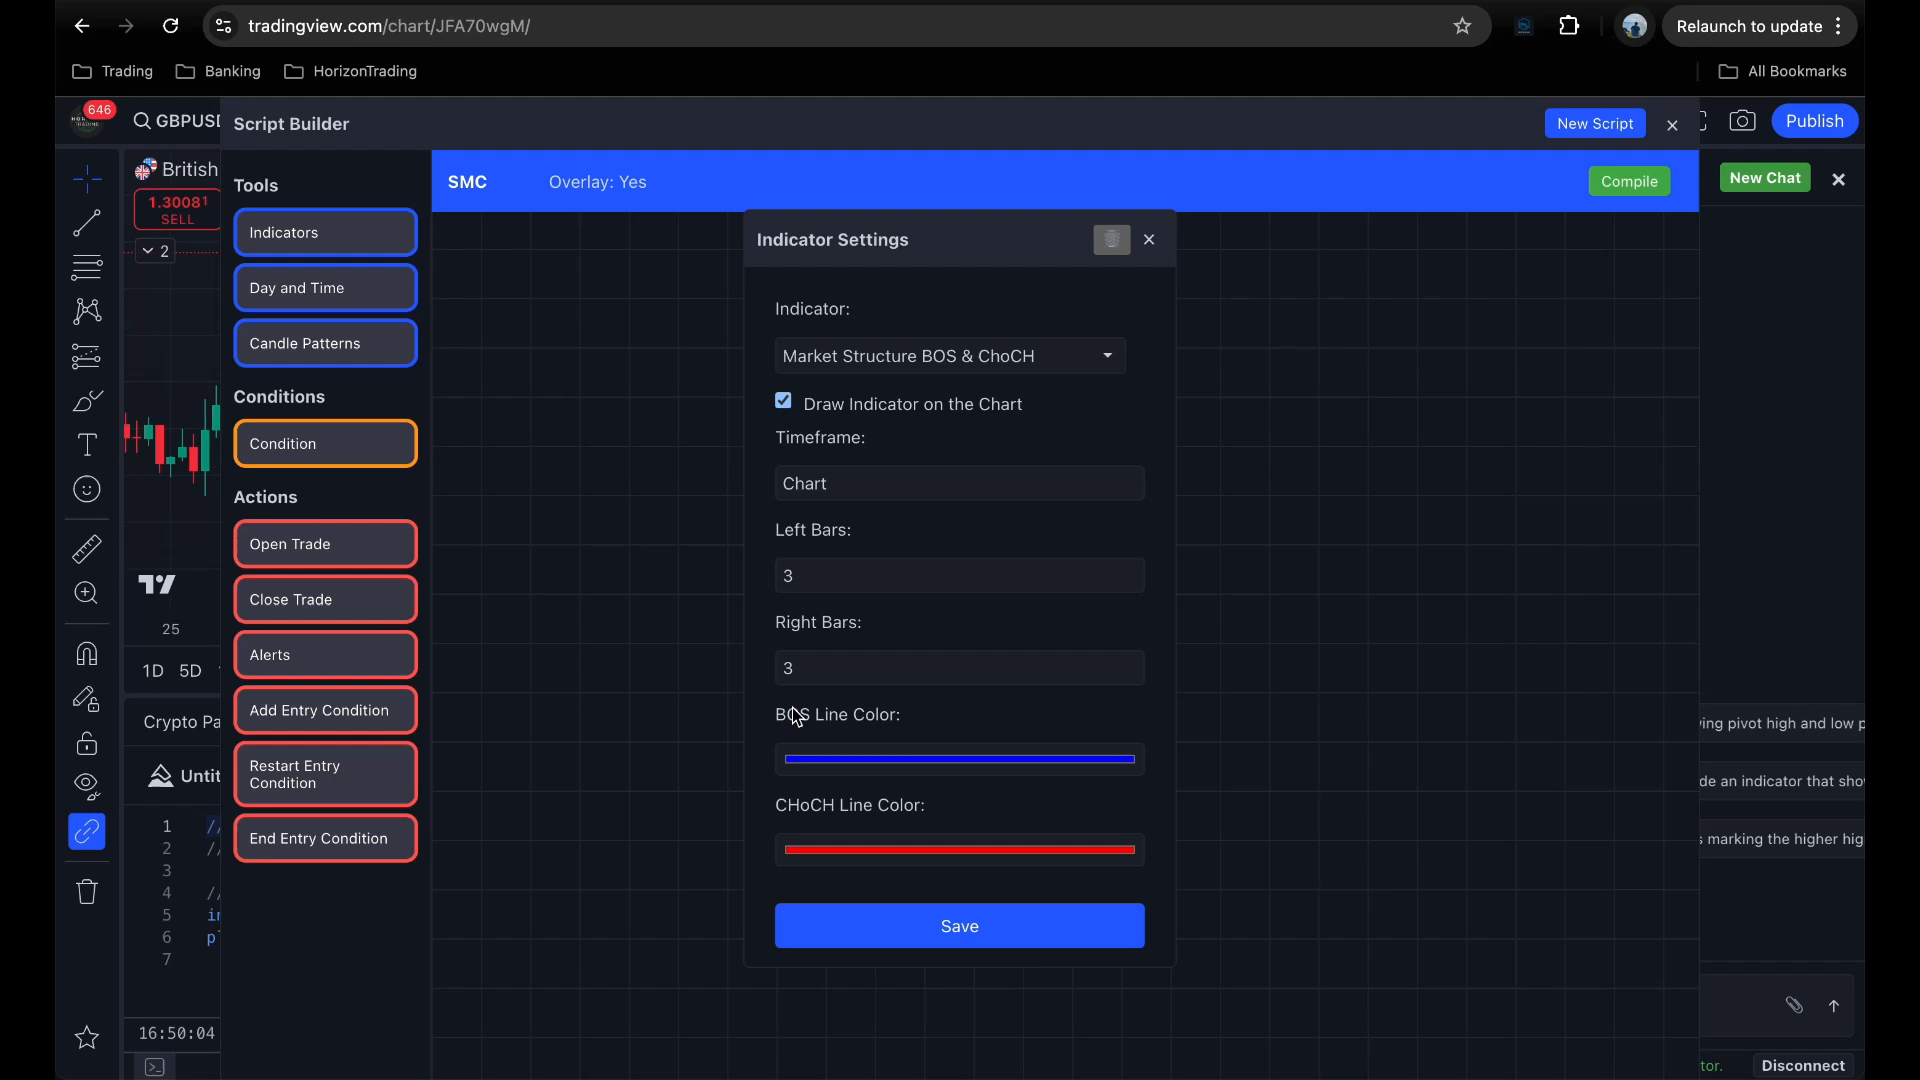 tradingview.com/chart/JFA70wgM/
Relaunch to update
Trading
Banking
HorizonTrading
All Bookmarks
646
GBPUSD
Script Builder
New Script
Publish
British
Tools
SMC
Overlay: Yes
Compile
New Chat
1.30081
SELL
2
Indicators
Day and Time
Candle Patterns
Conditions
Condition
Actions
Open Trade
Close Trade
Alerts
Add Entry Condition
Restart Entry
Condition
End Entry Condition
Indicator Settings
Indicator:
Market Structure BOS & ChoCH
Draw Indicator on the Chart
Timeframe:
Chart
Left Bars:
3
Right Bars:
3
BOS Line Color:
CHoCH Line Color:
Save
25
1D 5D
Crypto Pa
Untit
1 //
2 //
3
4 //
5 in
6 pl
7
16:50:04
ing pivot high and low p
de an indicator that sho
s marking the higher hig
tor.
Disconnect